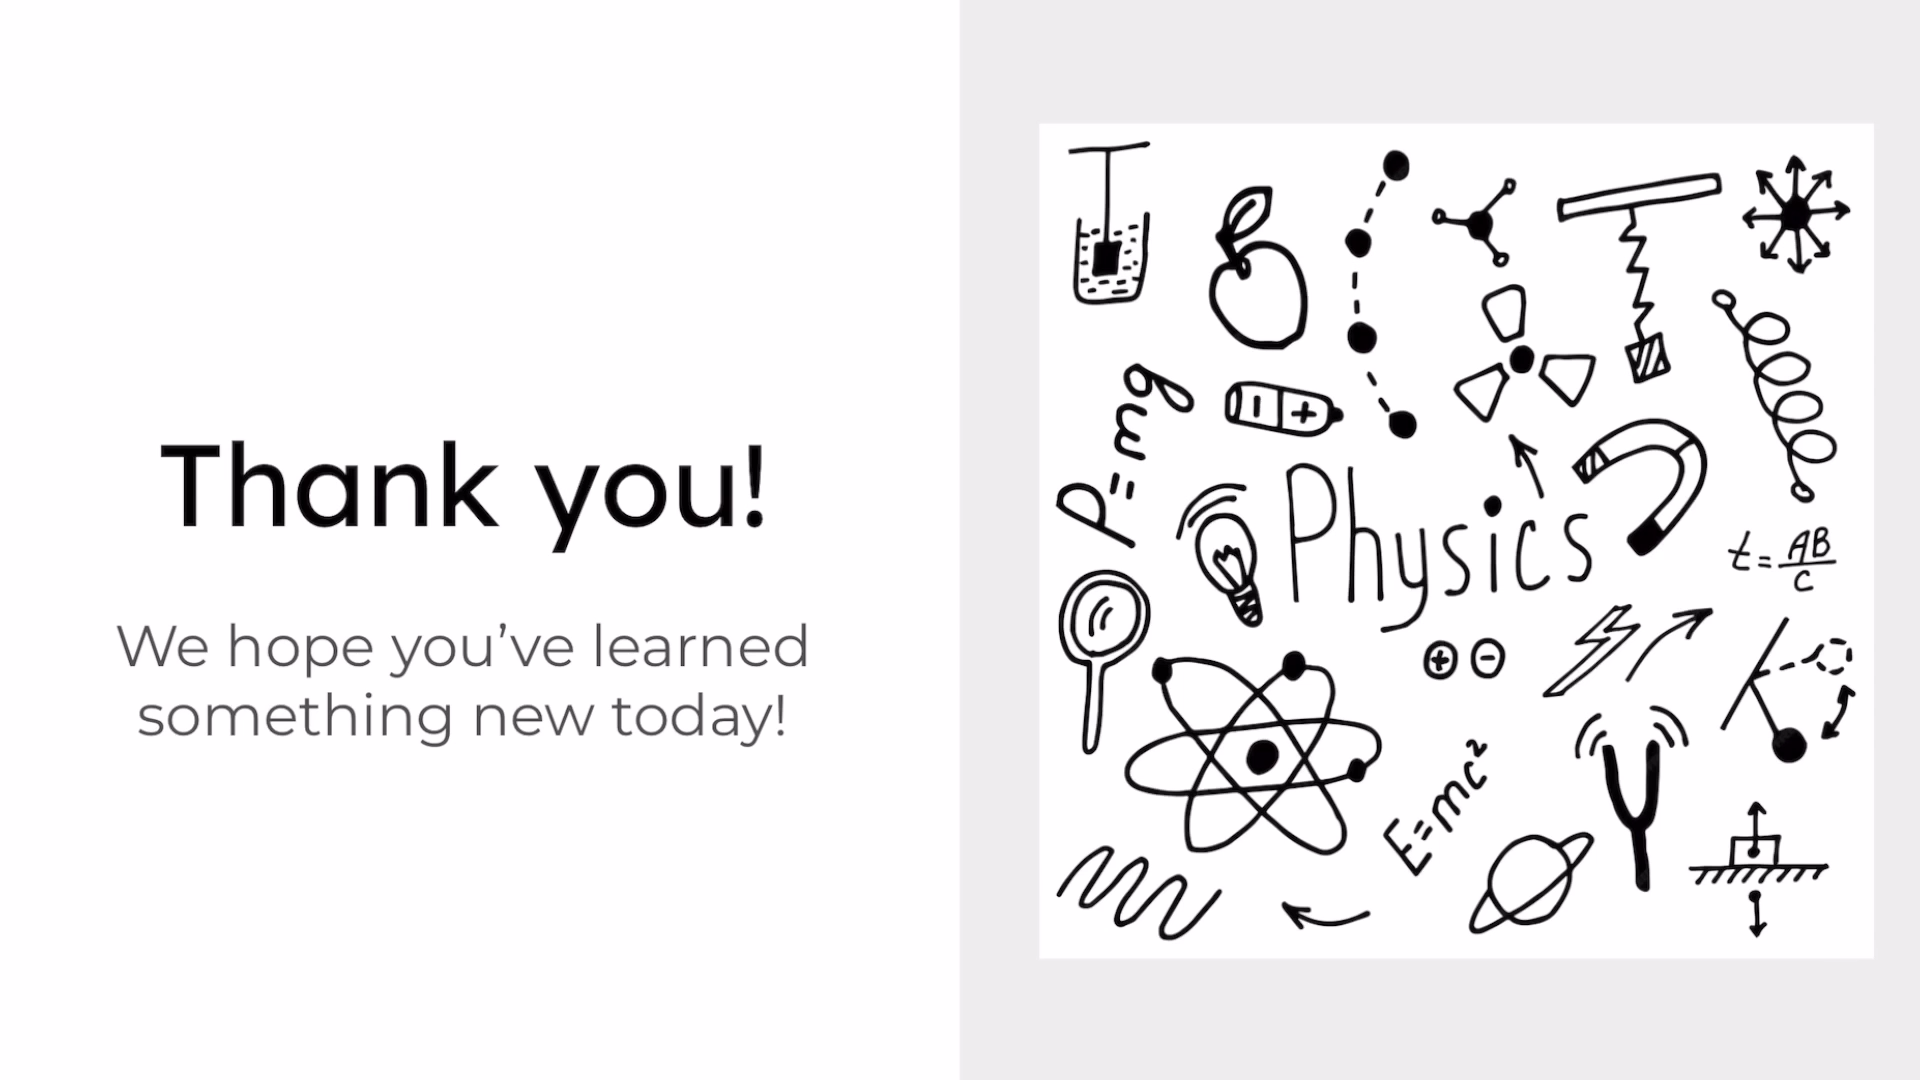 Thank you!
We hope you’ve learned
something new today!
P=mg
Physics
t=AB/C
E=mc²